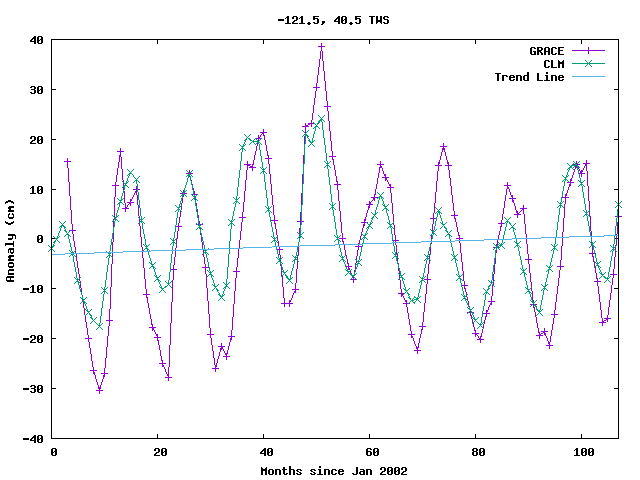 -121.5, 40.5 TWS
GRACE
CLM
Trend Line
Anomaly (cm)
40
30
20
10
0
-10
-20
-30
-40
0 20 40 60 80 100
Months since Jan 2002